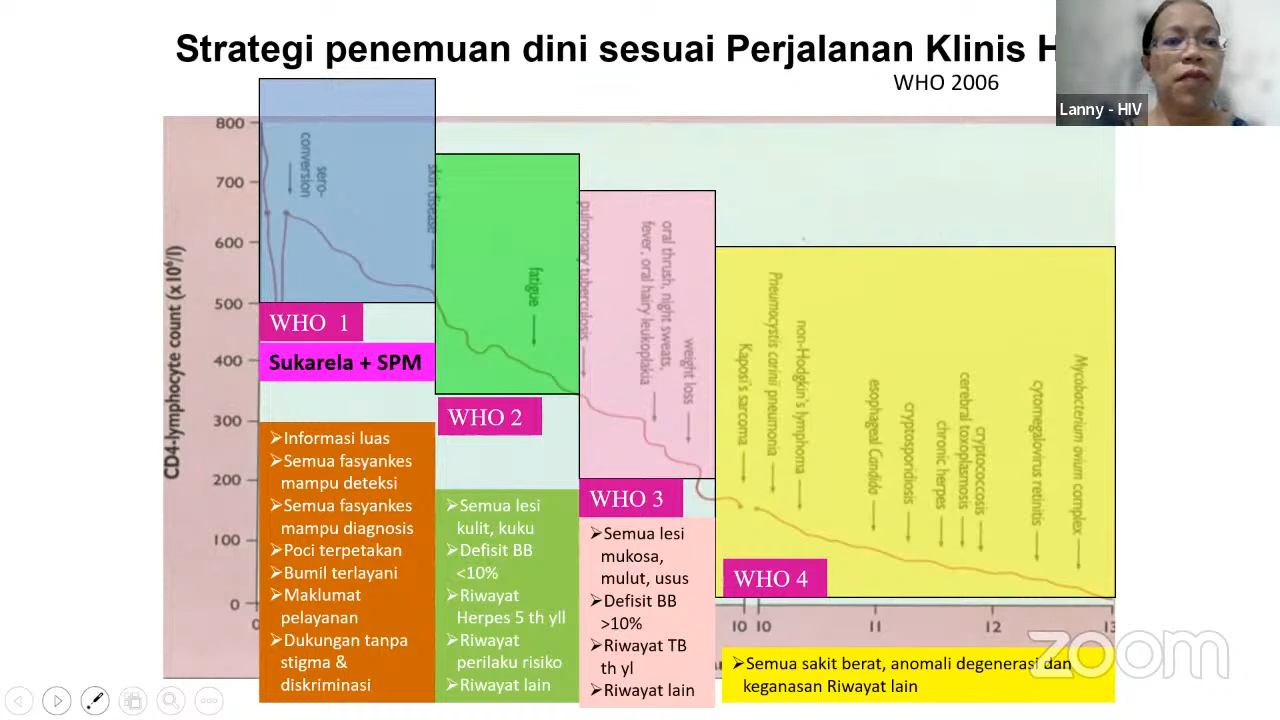 Strategi penemuan dini sesuai Perjalanan Klinis H
WHO 2006
Lanny - HIV
CD4-lymphocyte count (x10⁶/l)
800
700
600
500
400
300
200
100
0
sero-
conversion
skin disease
fatigue
pulmonary tuberculosis
oral thrush, night sweats,
fever, oral hairy leukoplakia
weight loss
Kaposi's sarcoma
Pneumocystis carinii pneumonia
non-Hodgkin's lymphoma
esophageal Candida
cryptosporidiosis
chronic herpes
cerebral toxoplasmosis
cryptococcosis
cytomegalovirus retinitis
Mycobacterium avium complex
WHO 1
Sukarela + SPM
➢Informasi luas
➢Semua fasyankes
mampu deteksi
➢Semua fasyankes
mampu diagnosis
➢Poci terpetakan
➢Bumil terlayani
➢Maklumat
pelayanan
➢Dukungan tanpa
stigma &
diskriminasi
WHO 2
➢Semua lesi
kulit, kuku
➢Defisit BB
<10%
➢Riwayat
Herpes 5 th yll
➢Riwayat
perilaku risiko
➢Riwayat lain
WHO 3
➢Semua lesi
mukosa,
mulut, usus
➢Defisit BB
>10%
➢Riwayat TB
th yl
➢Riwayat lain
WHO 4
0
10 10
11
12
13
➢Semua sakit berat, anomali degenerasi dan
keganasan Riwayat lain
zoom